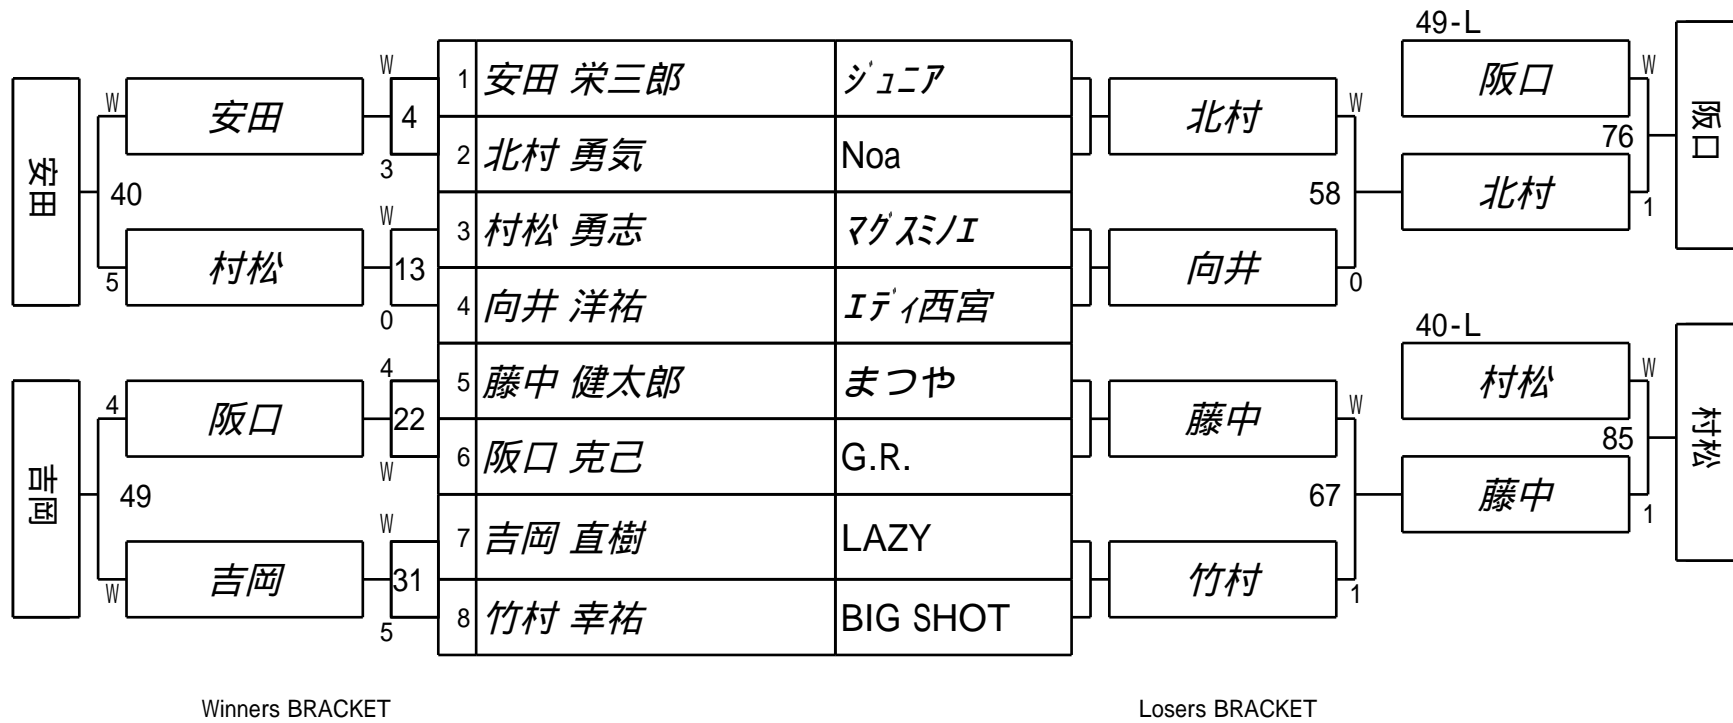 49-L
W 1 安田 栄三郎 ジュニア 阪口 W
W 安田 4 北村 W 76 阪口
3 2 北村 勇気 Noa 北村 1
安田 40 58
W 3 村松 勇志 マグスミノエ
5 村松 13 向井 0
0 4 向井 洋祐 エディ西宮
40-L
4 5 藤中 健太郎 まつや 村松 W
4 阪口 22 藤中 W 85 村松
W 6 阪口 克己 G.R. 藤中 1
吉岡 49 67
W 7 吉岡 直樹 LAZY
W 吉岡 31 竹村 1
5 8 竹村 幸祐 BIG SHOT
Winners BRACKET Losers BRACKET